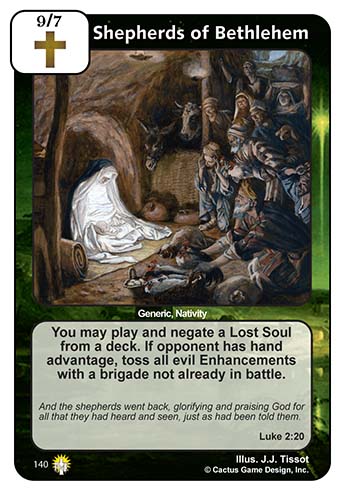 9/7
Shepherds of Bethlehem
Generic, Nativity
You may play and negate a Lost Soul
from a deck. If opponent has hand
advantage, toss all evil Enhancements
with a brigade not already in battle.
And the shepherds went back, glorifying and praising God for
all that they had heard and seen, just as had been told them.
Luke 2:20
140
Illus. J.J. Tissot
© Cactus Game Design, Inc.